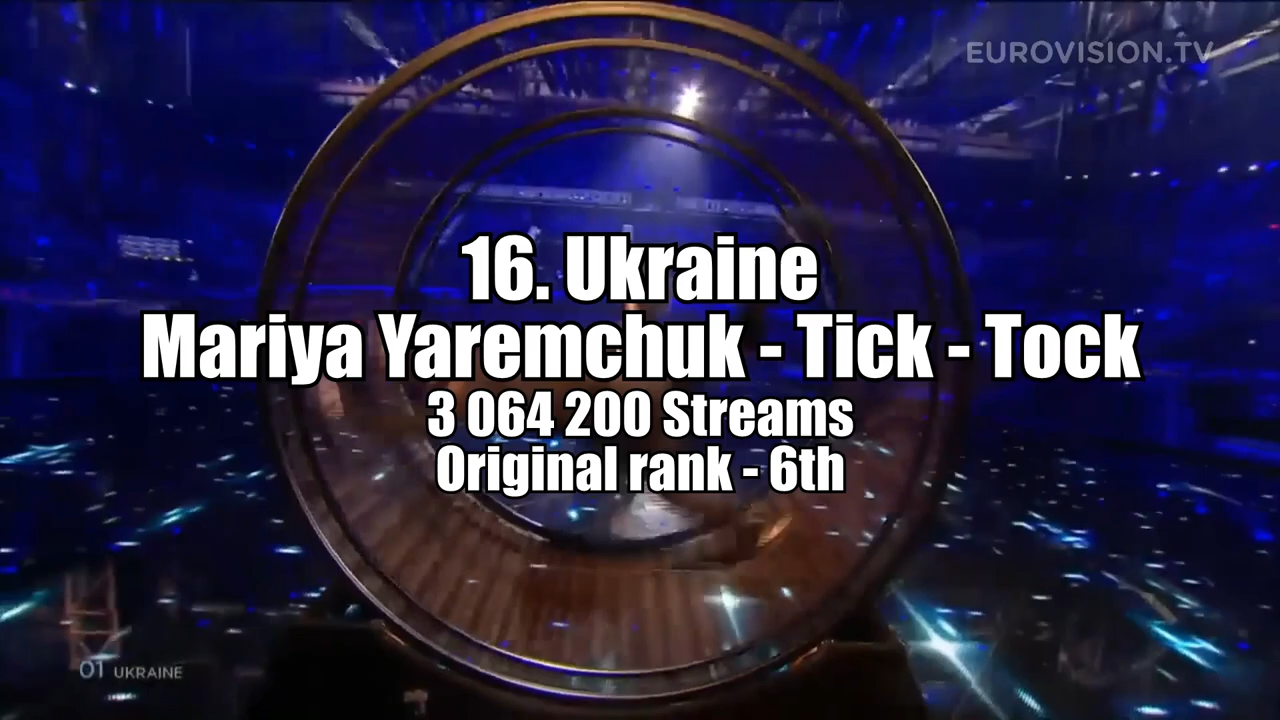 EUROVISION.TV
16. Ukraine
Mariya Yaremchuk - Tick - Tock
3 064 200 Streams
Original rank - 6th
01 UKRAINE